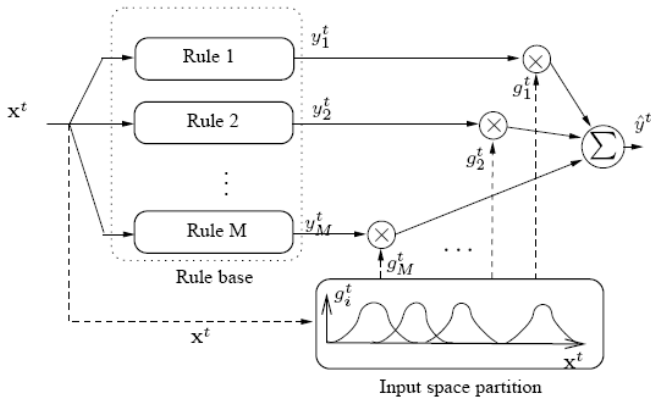 Rule 1
y_1^t
x^t
Rule 2
y_2^t
g_1^t
ŷ^t
Σ
g_2^t
⋮
Rule M
y_M^t
Rule base
g_M^t
...
g_i^t
x^t
x^t
Input space partition